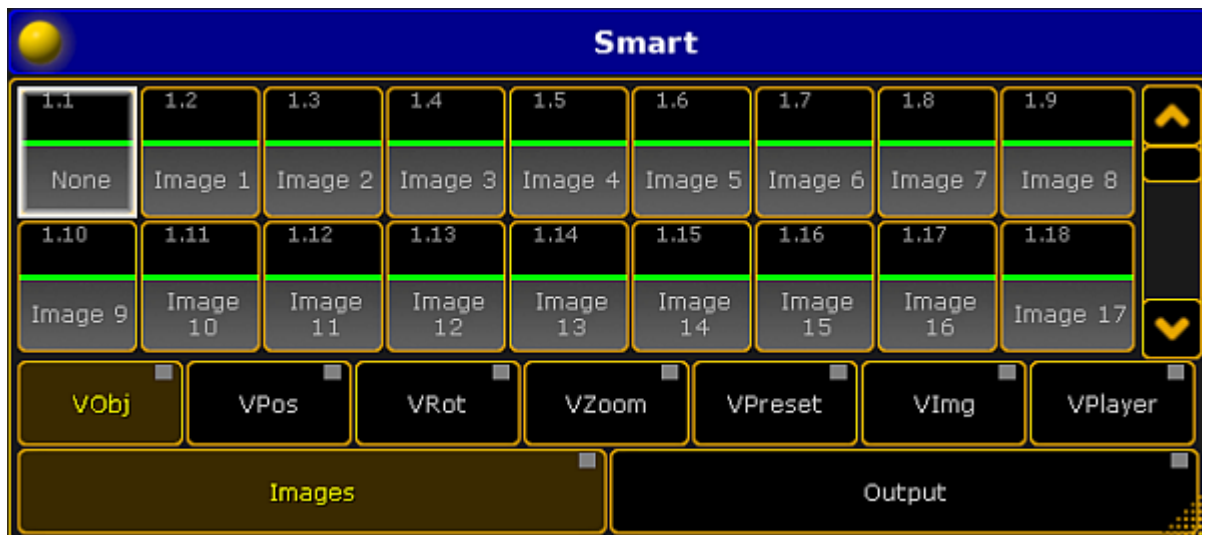 Smart
1.1 1.2 1.3 1.4 1.5 1.6 1.7 1.8 1.9
None Image 1 Image 2 Image 3 Image 4 Image 5 Image 6 Image 7 Image 8
1.10 1.11 1.12 1.13 1.14 1.15 1.16 1.17 1.18
Image 9 Image 10 Image 11 Image 12 Image 13 Image 14 Image 15 Image 16 Image 17
VObj VPos VRot VZoom VPreset VImg VPlayer
Images Output